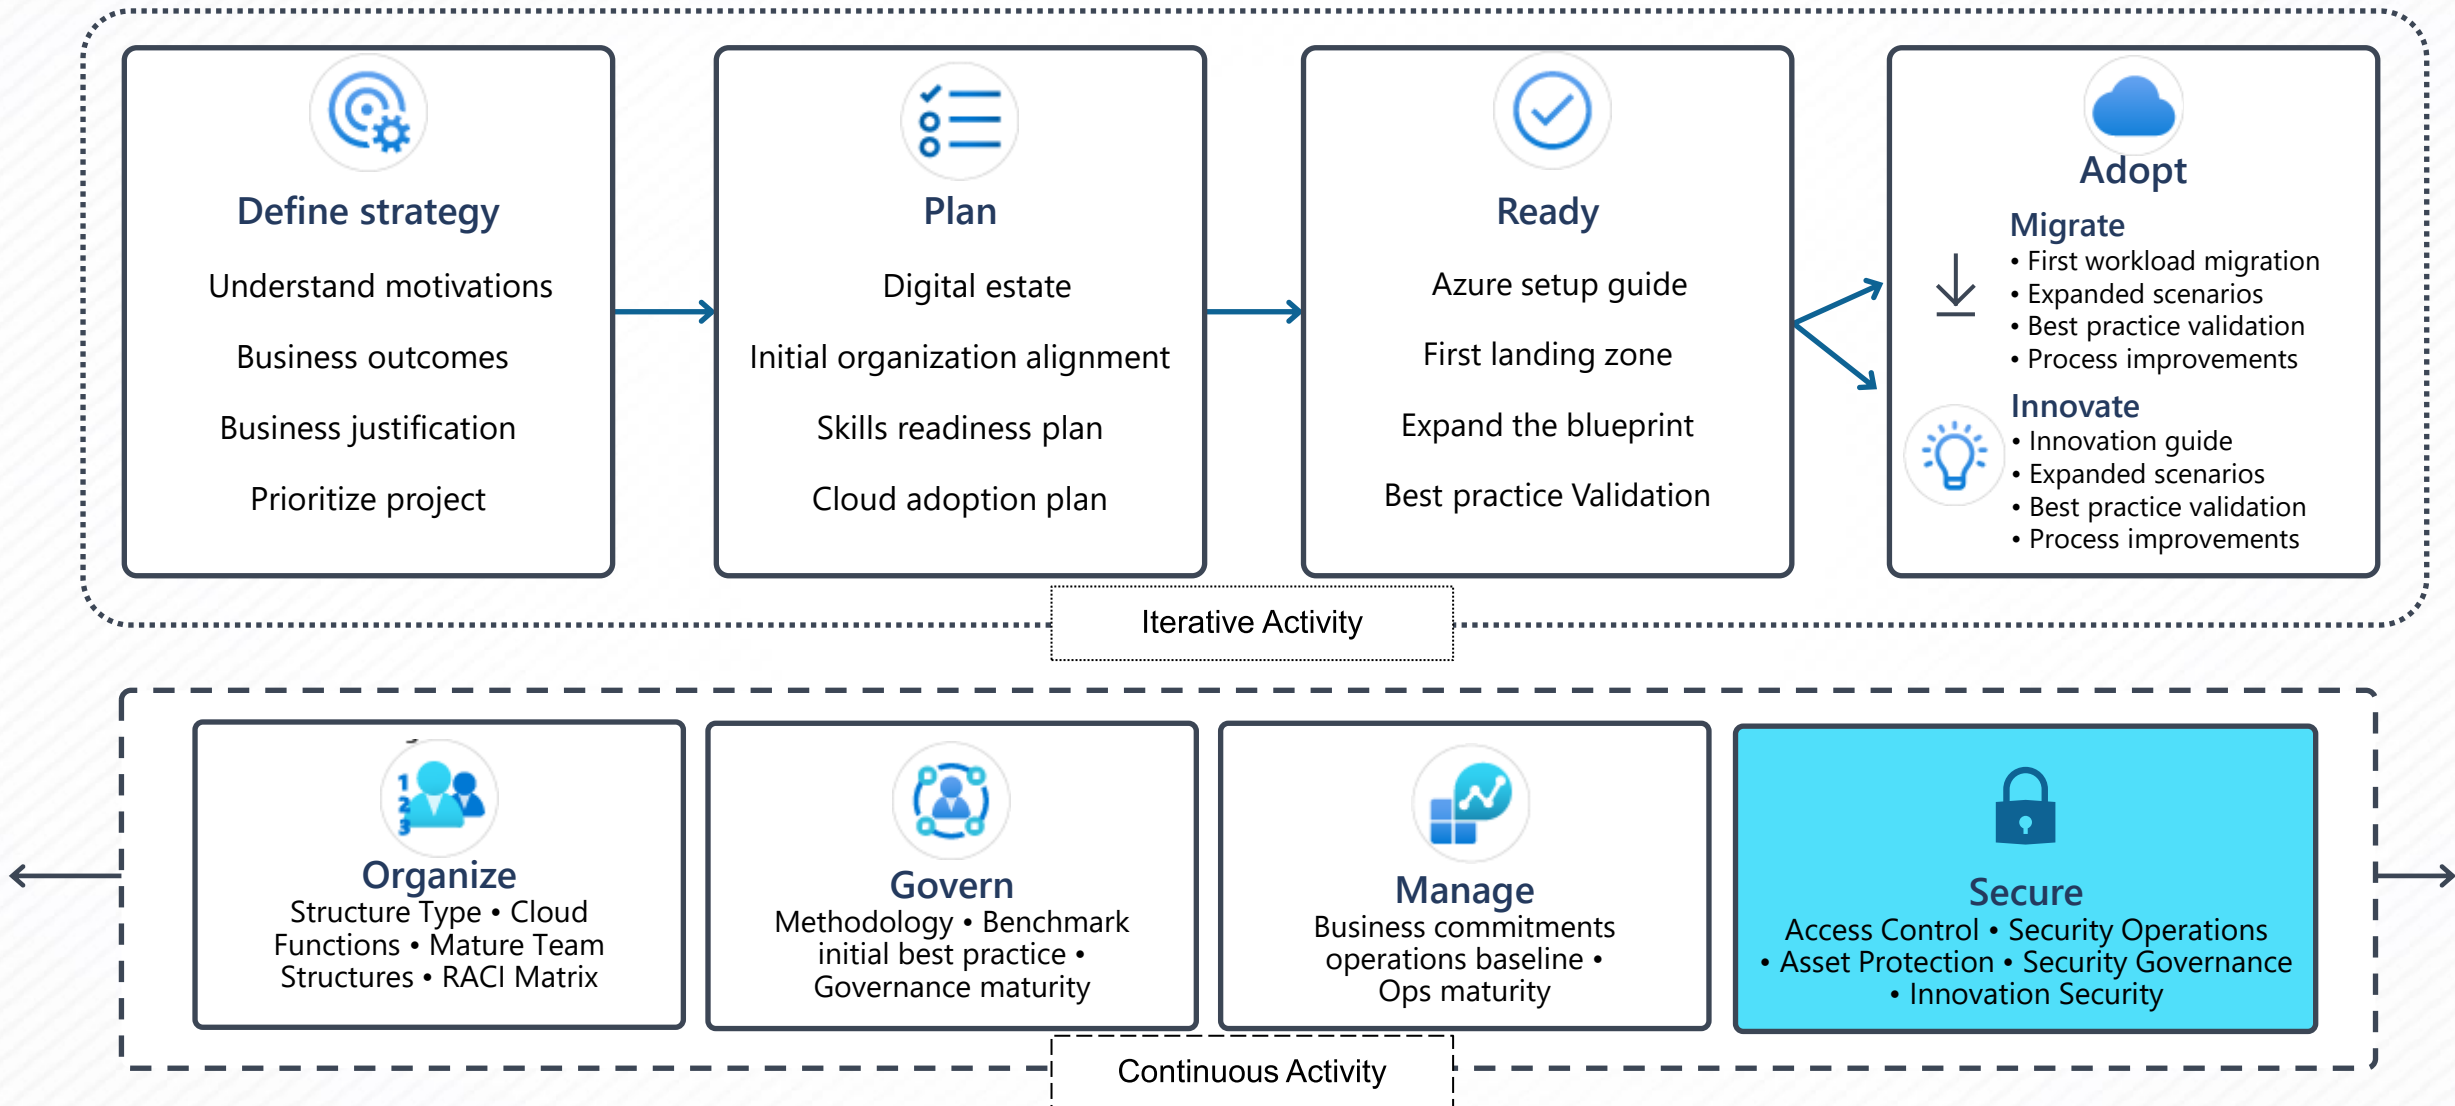 Define strategy
Understand motivations
Business outcomes
Business justification
Prioritize project
Plan
Digital estate
Initial organization alignment
Skills readiness plan
Cloud adoption plan
Ready
Azure setup guide
First landing zone
Expand the blueprint
Best practice Validation
Adopt
Migrate
• First workload migration
• Expanded scenarios
• Best practice validation
• Process improvements
Innovate
• Innovation guide
• Expanded scenarios
• Best practice validation
• Process improvements
Iterative Activity
1
2
3
Organize
Structure Type • Cloud
Functions • Mature Team
Structures • RACI Matrix
Govern
Methodology • Benchmark
initial best practice •
Governance maturity
Manage
Business commitments
operations baseline •
Ops maturity
Secure
Access Control • Security Operations
• Asset Protection • Security Governance
• Innovation Security
Continuous Activity